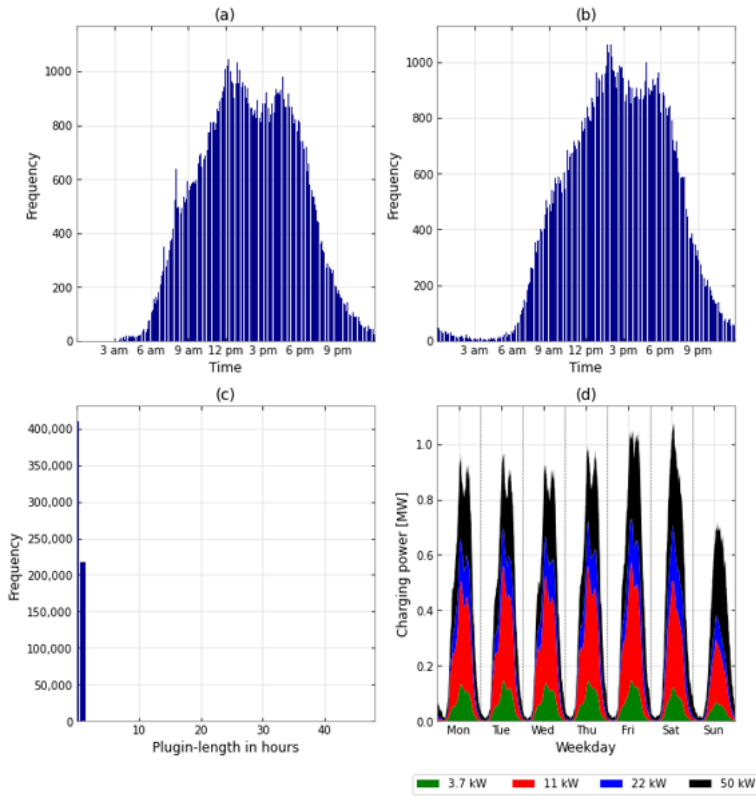 (a)
1000
800
600
400
200
0
Frequency
3 am 6 am 9 am 12 pm 3 pm 6 pm 9 pm
Time
(b)
1000
800
600
400
200
0
Frequency
3 am 6 am 9 am 12 pm 3 pm 6 pm 9 pm
Time
(c)
400,000
350,000
300,000
250,000
200,000
150,000
100,000
50,000
0
Frequency
10 20 30 40
Plugin-length in hours
(d)
1.0
0.8
0.6
0.4
0.2
0.0
Charging power [MW]
Mon Tue Wed Thu Fri Sat Sun
Weekday
3.7 kW 11 kW 22 kW 50 kW